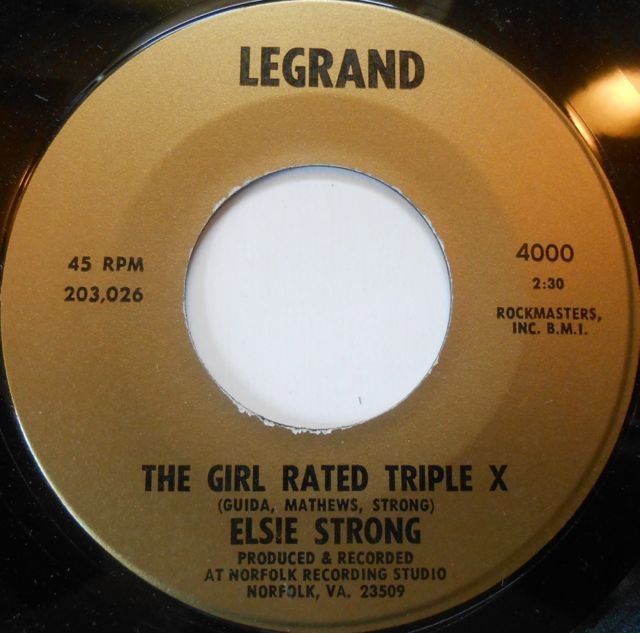 LEGRAND
45 RPM
203,026
4000
2:30
ROCKMASTERS,
INC. B.M.I.
THE GIRL RATED TRIPLE X
(GUIDA, MATHEWS, STRONG)
ELSIE STRONG
PRODUCED & RECORDED
AT NORFOLK RECORDING STUDIO
NORFOLK, VA. 23509